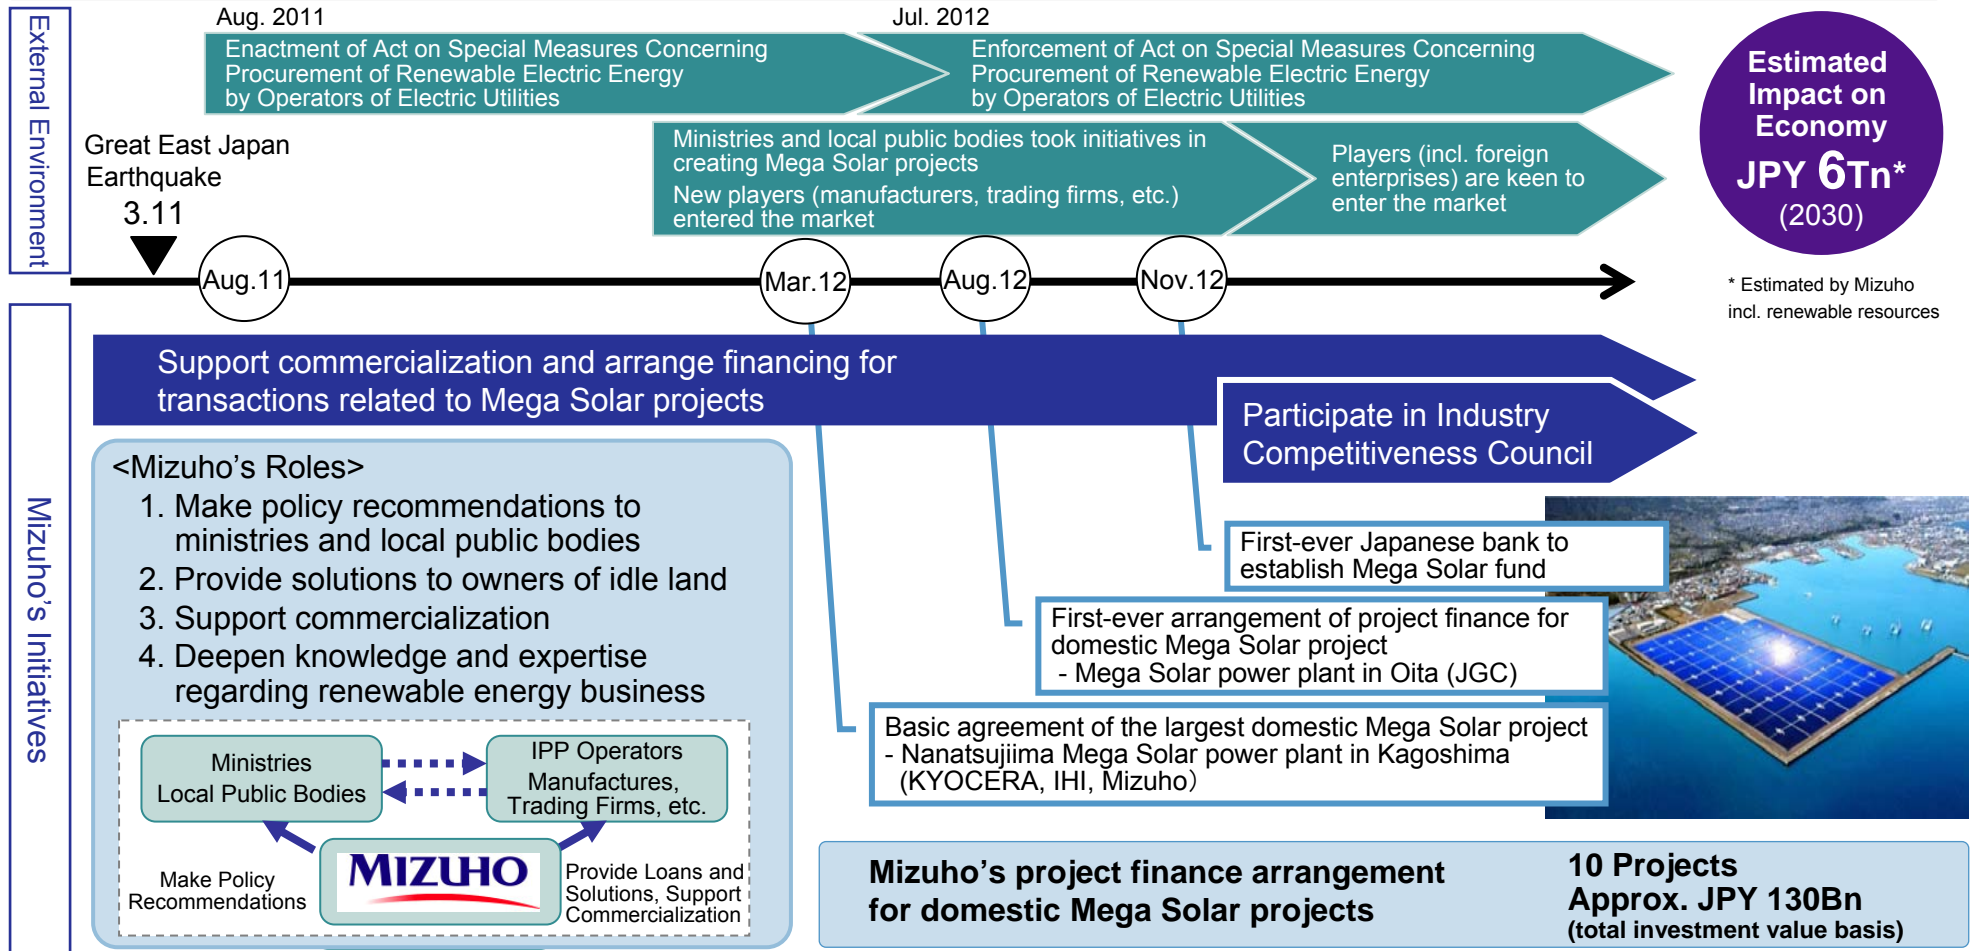 External Environment
Aug. 2011
Jul. 2012
Enactment of Act on Special Measures Concerning
Procurement of Renewable Electric Energy
by Operators of Electric Utilities
Enforcement of Act on Special Measures Concerning
Procurement of Renewable Electric Energy
by Operators of Electric Utilities
Estimated
Impact on
Economy
JPY 6Tn*
(2030)
Great East Japan
Earthquake
3.11
Ministries and local public bodies took initiatives in
creating Mega Solar projects
New players (manufacturers, trading firms, etc.)
entered the market
Players (incl. foreign
enterprises) are keen to
enter the market
Aug.11
Mar.12
Aug.12
Nov.12
* Estimated by Mizuho
incl. renewable resources
Mizuho's Initiatives
Support commercialization and arrange financing for
transactions related to Mega Solar projects
Participate in Industry
Competitiveness Council
<Mizuho's Roles>
1. Make policy recommendations to
ministries and local public bodies
2. Provide solutions to owners of idle land
3. Support commercialization
4. Deepen knowledge and expertise
regarding renewable energy business
Ministries
Local Public Bodies
IPP Operators
Manufactures,
Trading Firms, etc.
Make Policy
Recommendations
MIZUHO
Provide Loans and
Solutions, Support
Commercialization
First-ever Japanese bank to
establish Mega Solar fund
First-ever arrangement of project finance for
domestic Mega Solar project
- Mega Solar power plant in Oita (JGC)
Basic agreement of the largest domestic Mega Solar project
- Nanatsujiima Mega Solar power plant in Kagoshima
(KYOCERA, IHI, Mizuho）
Mizuho's project finance arrangement
for domestic Mega Solar projects
10 Projects
Approx. JPY 130Bn
(total investment value basis)